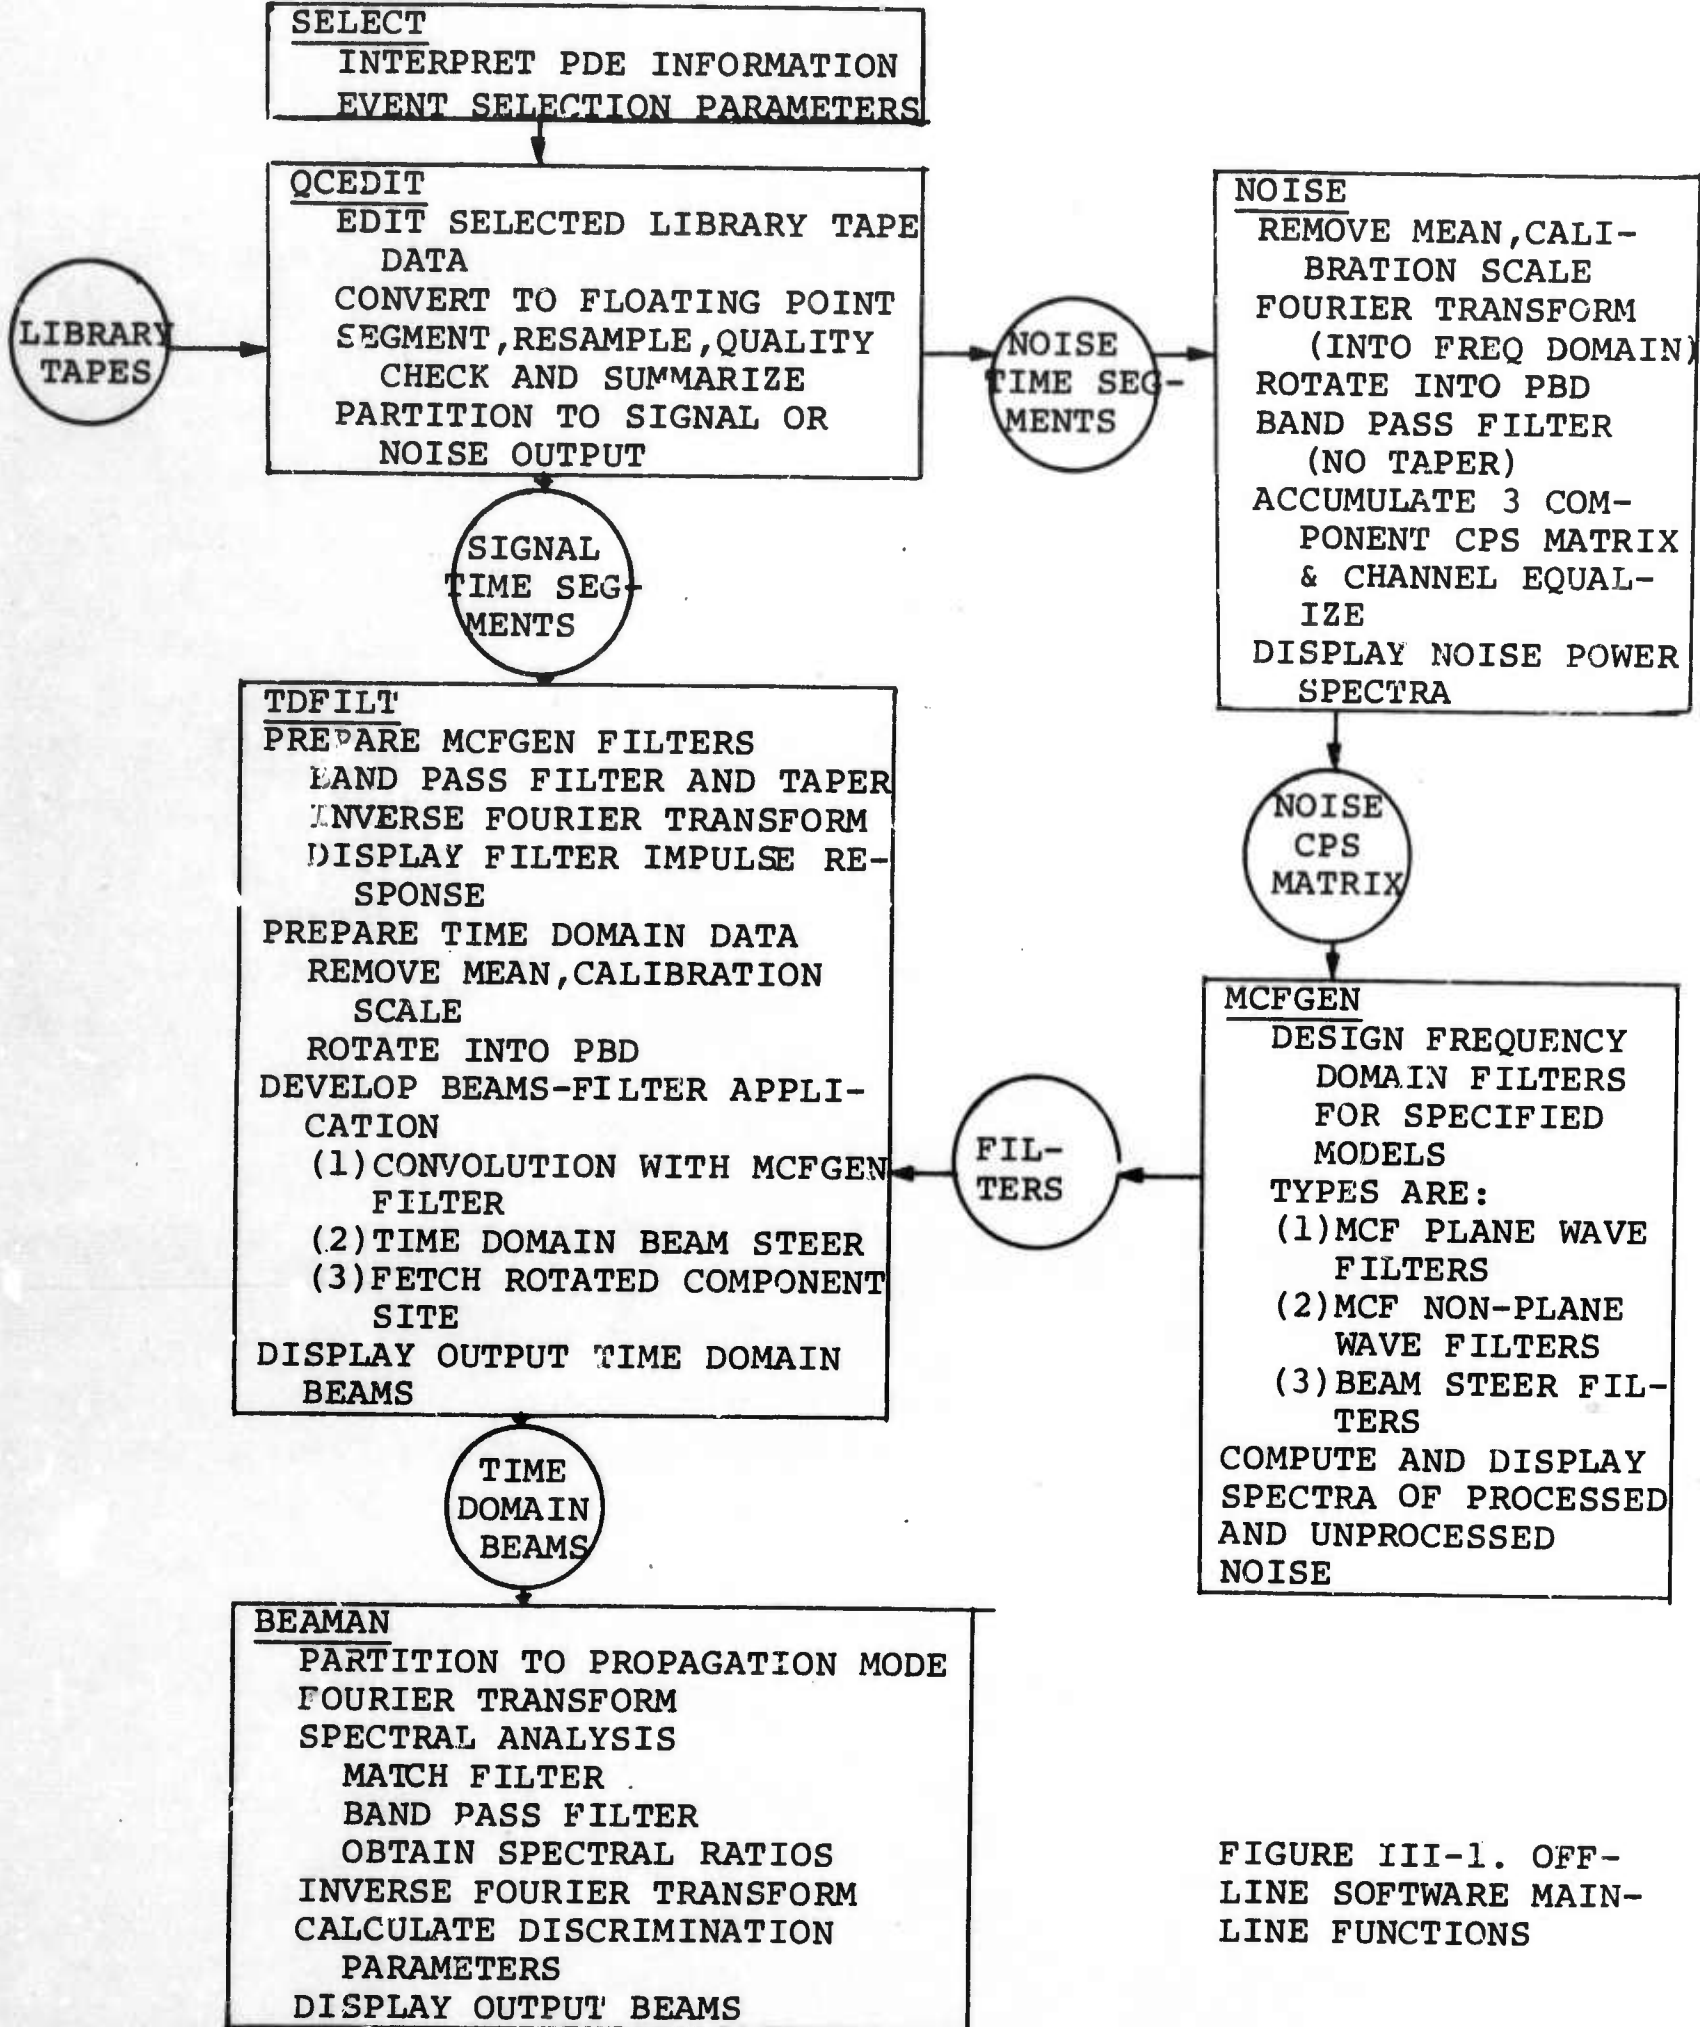 SELECT
INTERPRET PDE INFORMATION
EVENT SELECTION PARAMETERS
QCEDIT
EDIT SELECTED LIBRARY TAPE
DATA
CONVERT TO FLOATING POINT
SEGMENT,RESAMPLE,QUALITY
CHECK AND SUMMARIZE
PARTITION TO SIGNAL OR
NOISE OUTPUT
LIBRARY
TAPES
NOISE
TIME SEG-
MENTS
NOISE
REMOVE MEAN,CALI-
BRATION SCALE
FOURIER TRANSFORM
(INTO FREQ DOMAIN)
ROTATE INTO PBD
BAND PASS FILTER
(NO TAPER)
ACCUMULATE 3 COM-
PONENT CPS MATRIX
& CHANNEL EQUAL-
IZE
DISPLAY NOISE POWER
SPECTRA
SIGNAL
TIME SEG-
MENTS
TDFILT
PREPARE MCFGEN FILTERS
BAND PASS FILTER AND TAPER
INVERSE FOURIER TRANSFORM
DISPLAY FILTER IMPULSE RE-
SPONSE
PREPARE TIME DOMAIN DATA
REMOVE MEAN,CALIBRATION
SCALE
ROTATE INTO PBD
DEVELOP BEAMS-FILTER APPLI-
CATION
(1)CONVOLUTION WITH MCFGEN
FILTER
(2)TIME DOMAIN BEAM STEER
(3)FETCH ROTATED COMPONENT
SITE
DISPLAY OUTPUT TIME DOMAIN
BEAMS
NOISE
CPS
MATRIX
MCFGEN
DESIGN FREQUENCY
DOMAIN FILTERS
FOR SPECIFIED
MODELS
TYPES ARE:
(1)MCF PLANE WAVE
FILTERS
(2)MCF NON-PLANE
WAVE FILTERS
(3)BEAM STEER FIL-
TERS
COMPUTE AND DISPLAY
SPECTRA OF PROCESSED
AND UNPROCESSED
NOISE
FIL-
TERS
TIME
DOMAIN
BEAMS
BEAMAN
PARTITION TO PROPAGATION MODE
FOURIER TRANSFORM
SPECTRAL ANALYSIS
MATCH FILTER
BAND PASS FILTER
OBTAIN SPECTRAL RATIOS
INVERSE FOURIER TRANSFORM
CALCULATE DISCRIMINATION
PARAMETERS
DISPLAY OUTPUT BEAMS
FIGURE III-1. OFF-
LINE SOFTWARE MAIN-
LINE FUNCTIONS